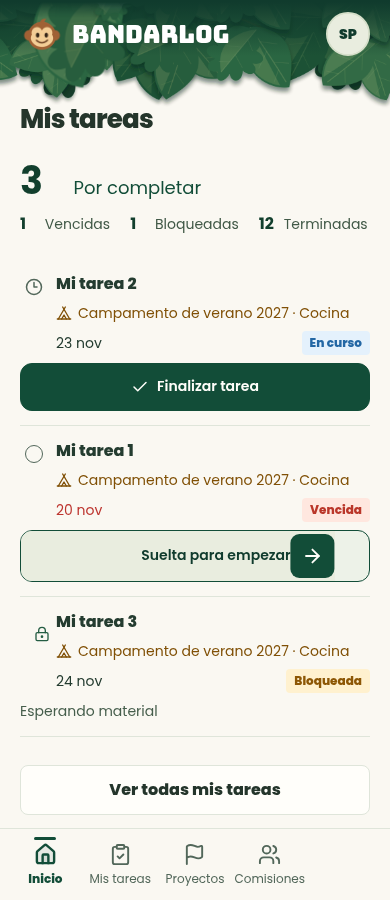 BANDARLOG
SP
Mis tareas
3 Por completar
1 Vencidas 1 Bloqueadas 12 Terminadas
Mi tarea 2
Campamento de verano 2027 · Cocina
23 nov En curso
Finalizar tarea
Mi tarea 1
Campamento de verano 2027 · Cocina
20 nov Vencida
Suelta para empezar
Mi tarea 3
Campamento de verano 2027 · Cocina
24 nov Bloqueada
Esperando material
Ver todas mis tareas
Inicio Mis tareas Proyectos Comisiones